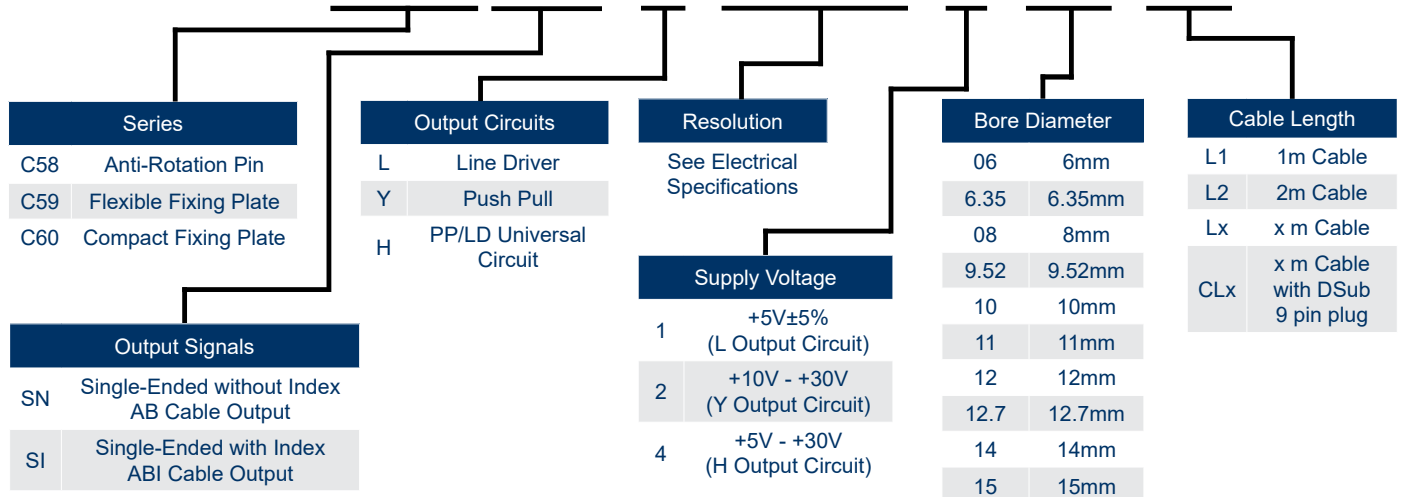 Series
C58 Anti-Rotation Pin
C59 Flexible Fixing Plate
C60 Compact Fixing Plate
Output Signals
SN Single-Ended without Index
AB Cable Output
SI Single-Ended with Index
ABI Cable Output
Output Circuits
L Line Driver
Y Push Pull
H PP/LD Universal
Circuit
Resolution
See Electrical
Specifications
Supply Voltage
1 +5V±5%
(L Output Circuit)
2 +10V - +30V
(Y Output Circuit)
4 +5V - +30V
(H Output Circuit)
Bore Diameter
06 6mm
6.35 6.35mm
08 8mm
9.52 9.52mm
10 10mm
11 11mm
12 12mm
12.7 12.7mm
14 14mm
15 15mm
Cable Length
L1 1m Cable
L2 2m Cable
Lx x m Cable
CLx x m Cable
with DSub
9 pin plug